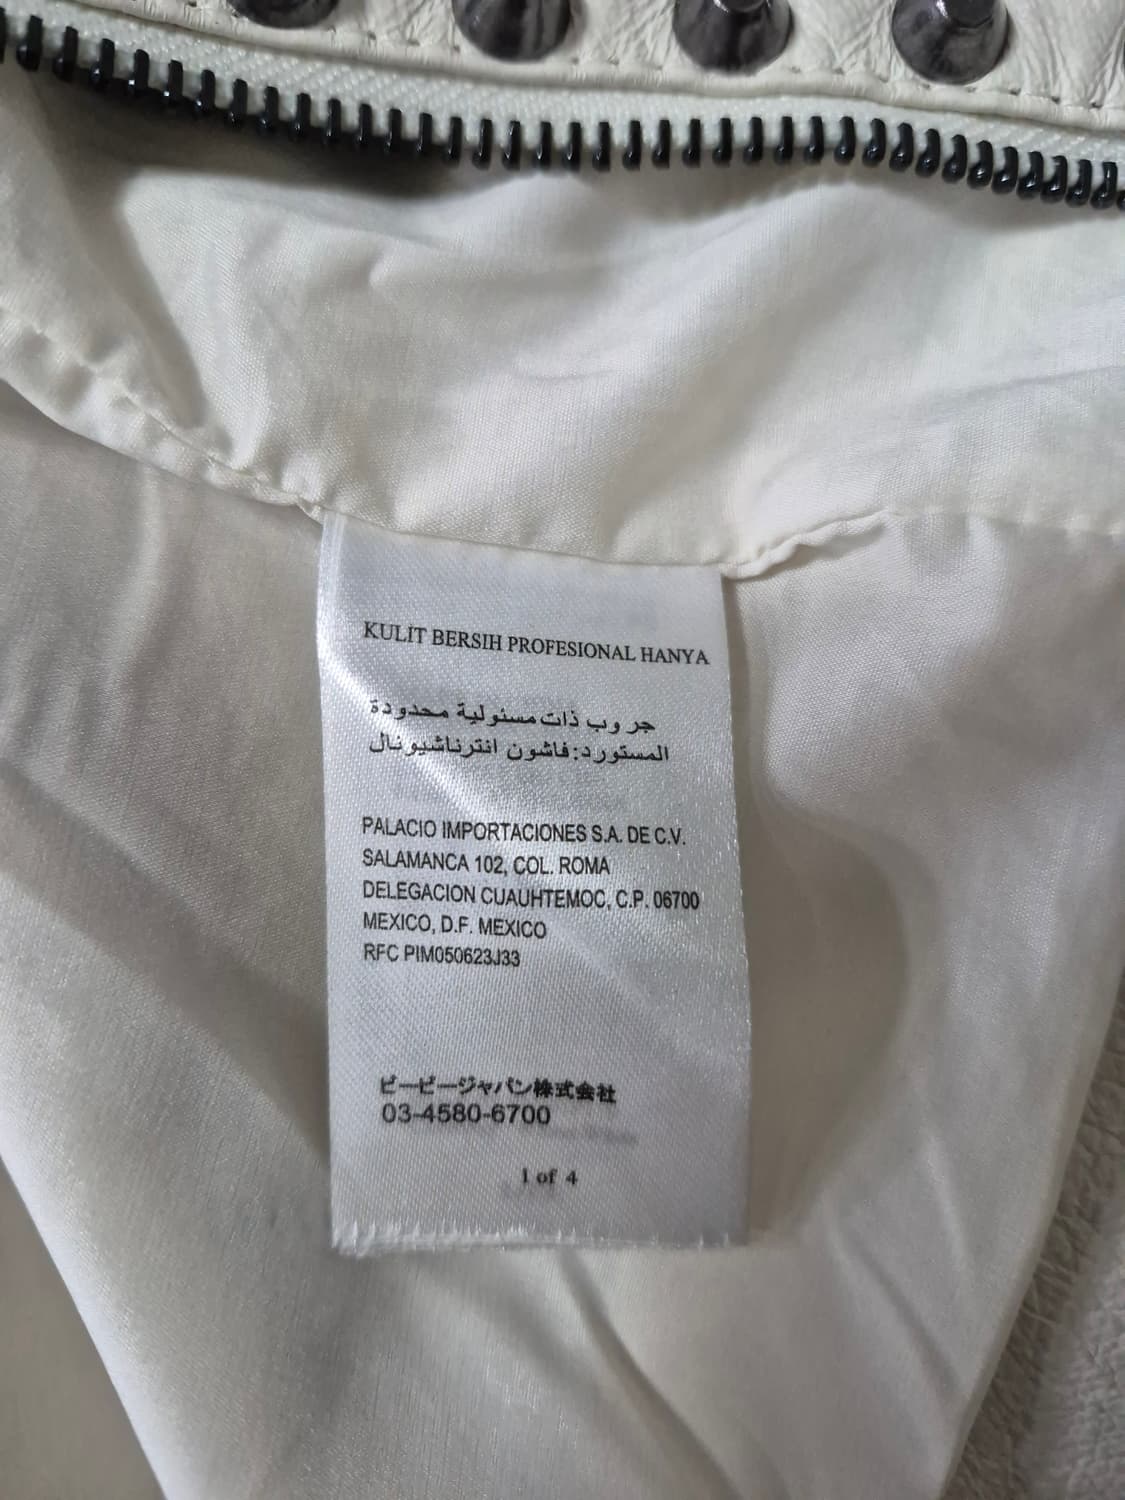 KULİT BERSIH PROFESIONAL HANYA
جروب ذات مسئولية محدودة
المستورد:فاشون انترناشيونال
PALACIO IMPORTACIONES S.A. DE C.V.
SALAMANCA 102, COL. ROMA
DELEGACION CUAUHTEMOC, C.P. 06700
MEXICO, D.F. MEXICO
RFC PIM050623J33
ビービージャパン株式会社
03-4580-6700
1 of 4